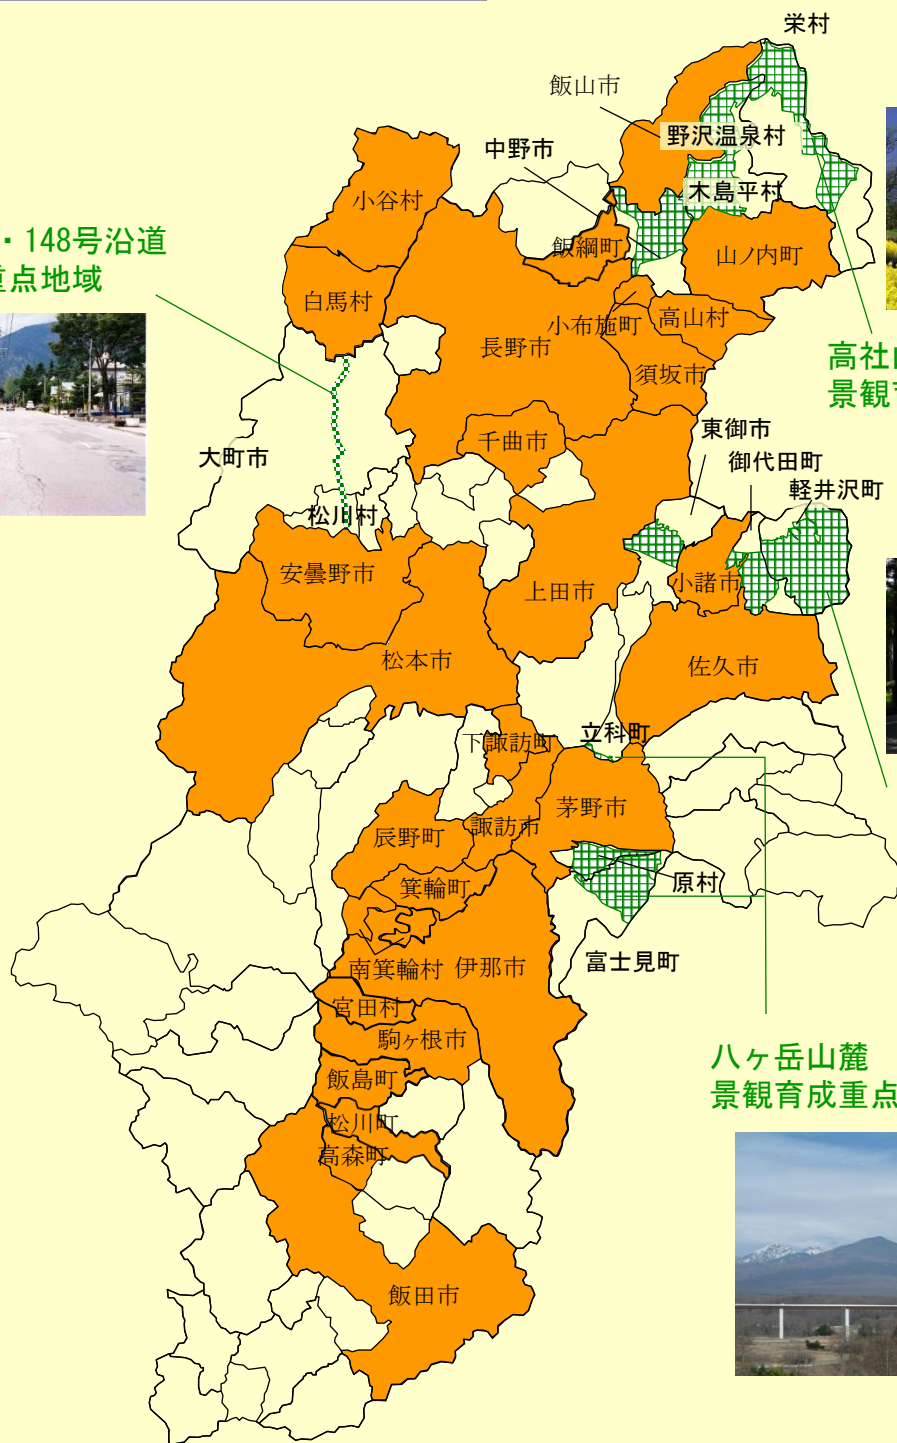 栄村
飯山市
野沢温泉村
中野市
木島平村
小谷村
飯綱町
山ノ内町
・148号沿道
重点地域
白馬村
小布施町
高山村
長野市
須坂市
高社山
景観育
千曲市
東御市
大町市
御代田町
軽井沢町
松川村
安曇野市
上田市
小諸市
松本市
佐久市
立科町
下諏訪町
茅野市
辰野町
諏訪市
箕輪町
原村
南箕輪村
伊那市
富士見町
宮田村
駒ヶ根市
飯島町
八ヶ岳山麓
景観育成重点
松川町
高森町
飯田市